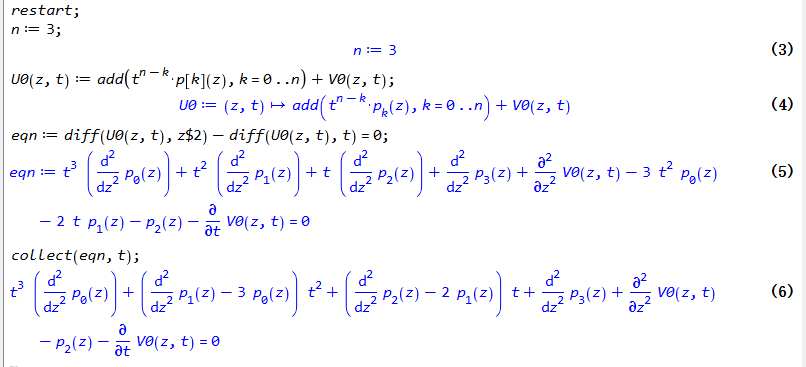 restart;
n := 3;
n := 3 (3)
U0(z, t) := add(t^(n − k)·p[k](z), k = 0 .. n) + V0(z, t);
U0 := (z, t) ↦ add(t^(n − k)·p_k(z), k = 0 .. n) + V0(z, t) (4)
eqn := diff(U0(z, t), z$2) − diff(U0(z, t), t) = 0;
eqn := t^3 (d^2/dz^2 p_0(z)) + t^2 (d^2/dz^2 p_1(z)) + t (d^2/dz^2 p_2(z)) + d^2/dz^2 p_3(z) + ∂^2/∂z^2 V0(z, t) − 3 t^2 p_0(z) (5)
− 2 t p_1(z) − p_2(z) − ∂/∂t V0(z, t) = 0
collect(eqn, t);
t^3 (d^2/dz^2 p_0(z)) + (d^2/dz^2 p_1(z) − 3 p_0(z)) t^2 + (d^2/dz^2 p_2(z) − 2 p_1(z)) t + d^2/dz^2 p_3(z) + ∂^2/∂z^2 V0(z, t) (6)
− p_2(z) − ∂/∂t V0(z, t) = 0